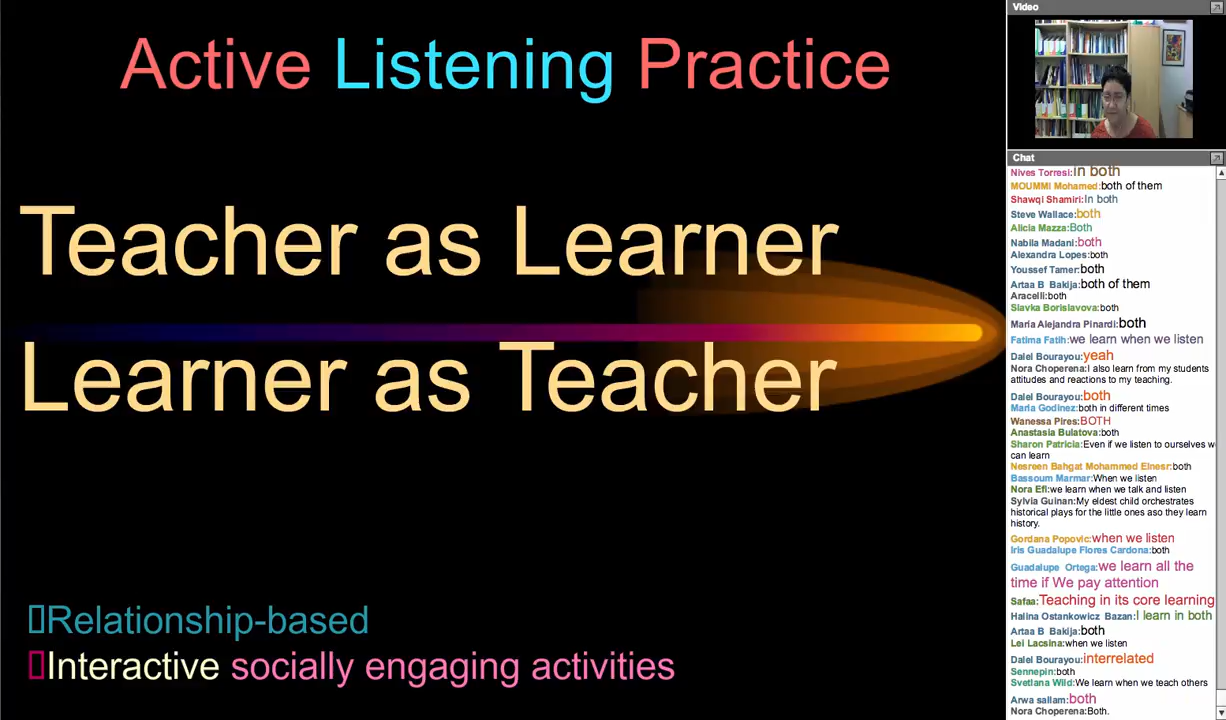 Active Listening Practice
Teacher as Learner
Learner as Teacher
Relationship-based
Interactive socially engaging activities
Video
Chat
Nives Torresi:In both
MOUMMI Mohamed:both of them
Shawqi Shamiri:In both
Steve Wallace:both
Alicia Mazza:Both
Nabila Madani:both
Alexandra Lopes:both
Youssef Tamer:both
Artaa B Bakija:both of them
Aracelli:both
Slavka Borislavova:both
Maria Alejandra Pinardi:both
Fatima Fatih:we learn when we listen
Dalel Bourayou:yeah
Nora Choperena:I also learn from my students
attitudes and reactions to my teaching.
Dalel Bourayou:both
Maria Godinez:both in different times
Wanessa Pires:BOTH
Anastasia Bulatova:both
Sharon Patricia:Even if we listen to ourselves w
can learn
Nesreen Bahgat Mohammed Elnesr:both
Bassoum Marmar:When we listen
Nora Efl:we learn when we talk and listen
Sylvia Guinan:My eldest child orchestrates
historical plays for the little ones aso they learn
history.
Gordana Popovic:when we listen
Iris Guadalupe Flores Cardona:both
Guadalupe Ortega:we learn all the
time if We pay attention
Safaa:Teaching in its core learning
Halina Ostankowicz Bazan:I learn in both
Artaa B Bakija:both
Lei Lacsina:when we listen
Dalel Bourayou:interrelated
Sennepin:both
Svetlana Wild:We learn when we teach others
Arwa sallam:both
Nora Choperena:Both.